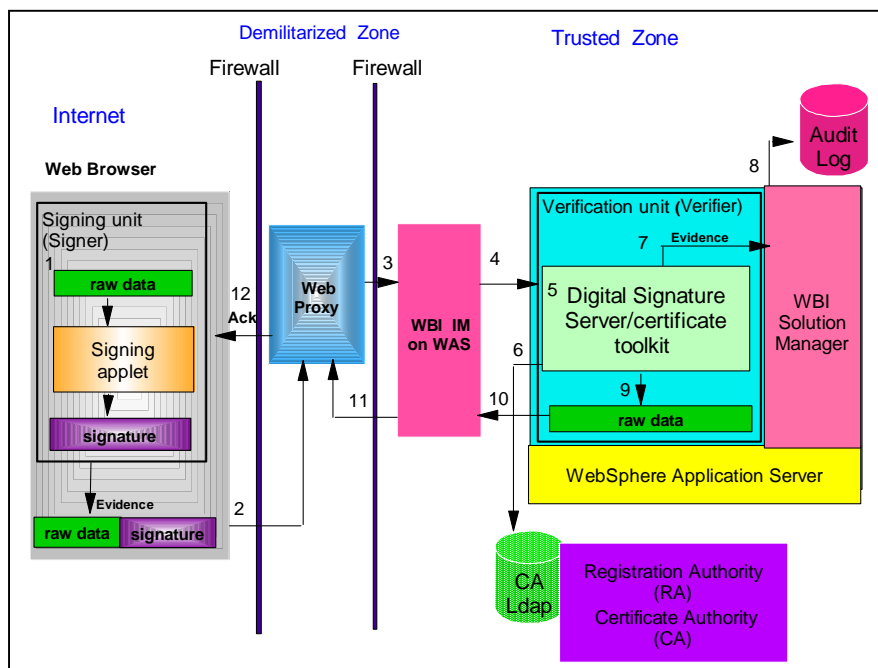 Demilitarized Zone
Trusted Zone
Firewall
Firewall
Internet
Web Browser
Signing unit
(Signer)
1
raw data
Signing
applet
signature
Evidence
raw data
signature
2
12
Ack
Web
Proxy
3
11
WBI IM
on WAS
4
10
Verification unit (Verifier)
7
Evidence
5
Digital Signature
Server/certificate
toolkit
6
9
raw data
8
Audit
Log
WBI
Solution
Manager
WebSphere Application Server
CA
Ldap
Registration Authority
(RA)
Certificate Authority
(CA)